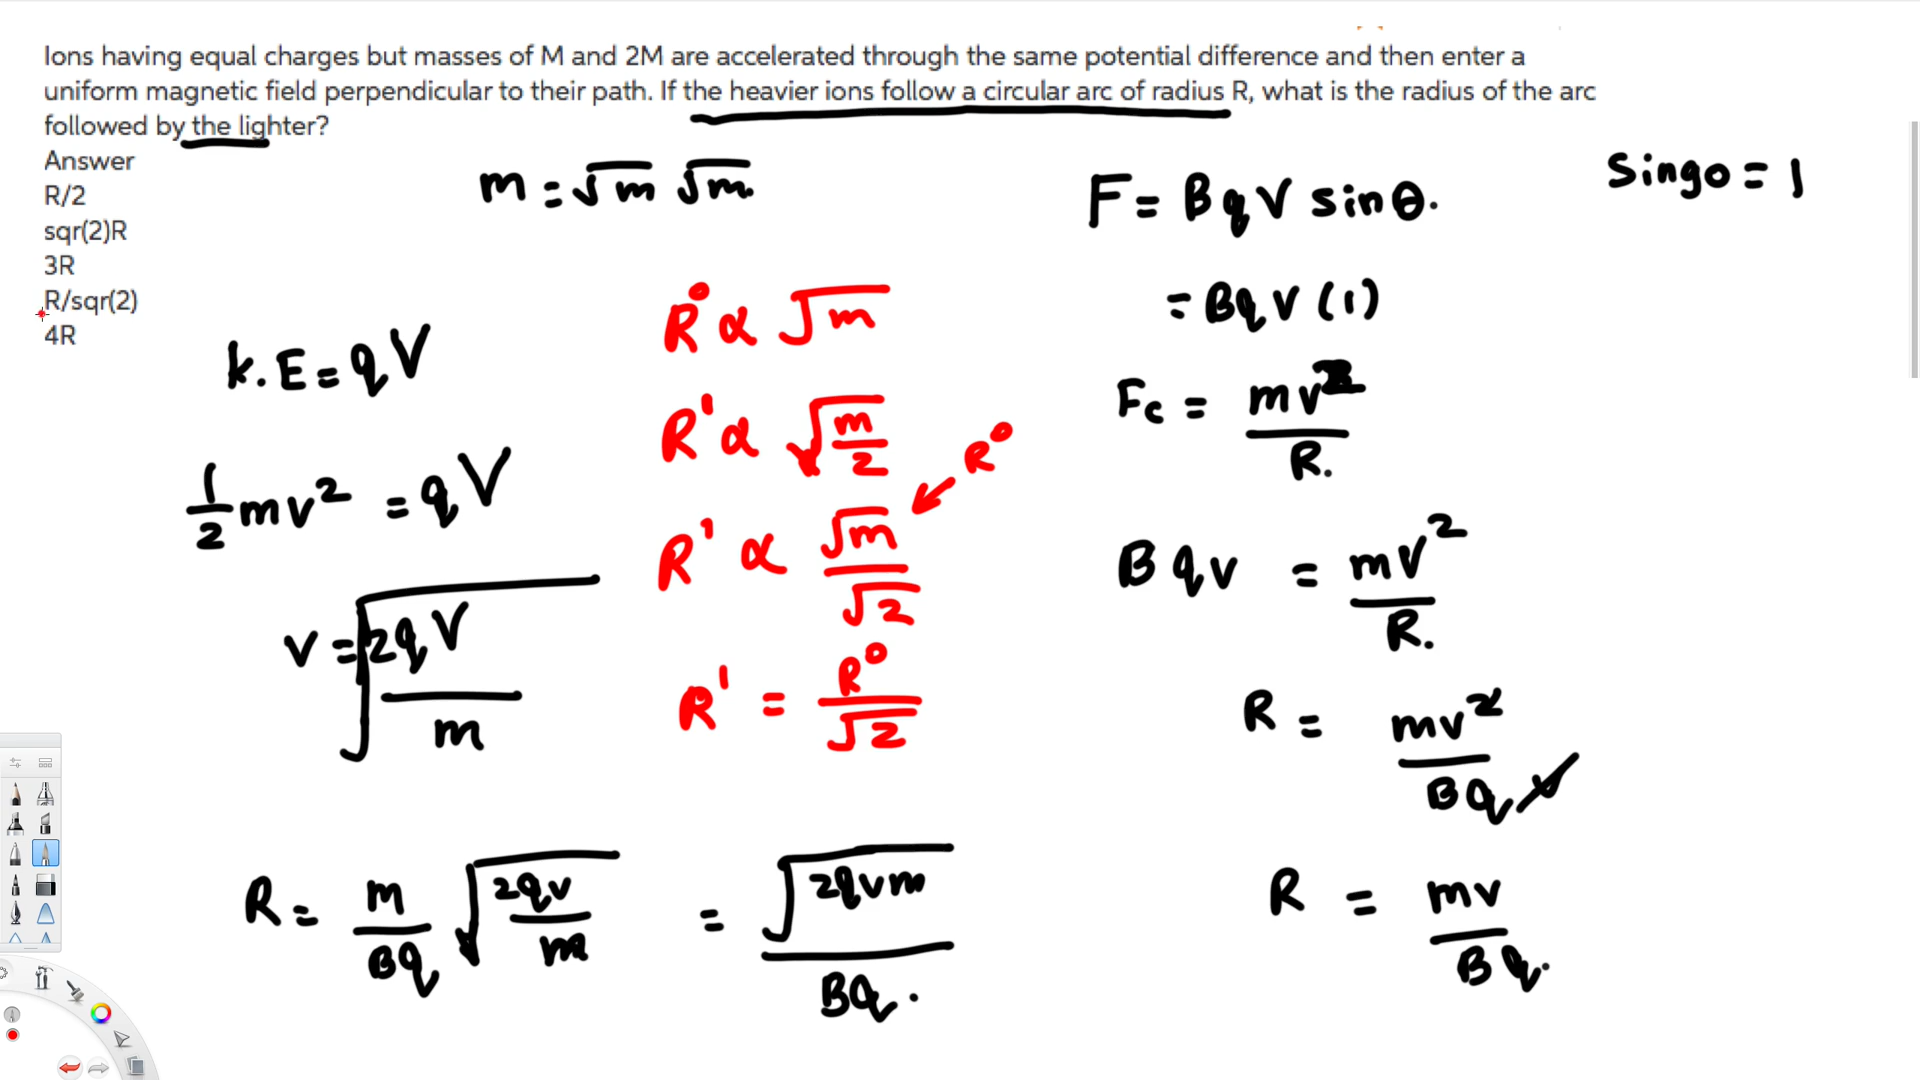 Ions having equal charges but masses of M and 2M are accelerated through the same potential difference and then enter a
uniform magnetic field perpendicular to their path. If the heavier ions follow a circular arc of radius R, what is the radius of the arc
followed by the lighter?
Answer
R/2
sqr(2)R
3R
R/sqr(2)
4R
m = √m √m
K.E = qV
½mv² = qV
v = √(2qV/m)
R = m/Bq √(2qv/m) = √(2qvm)/Bq.
R⁰ ∝ √m
R' ∝ √(m/2)
R' ∝ √m/√2 ← R⁰
R' = R⁰/√2
F = BqV sinθ.
Sin90 = 1
= BqV(1)
Fc = mv²/R.
Bqv = mv²/R.
R = mv²/Bqv
R = mv/Bq.